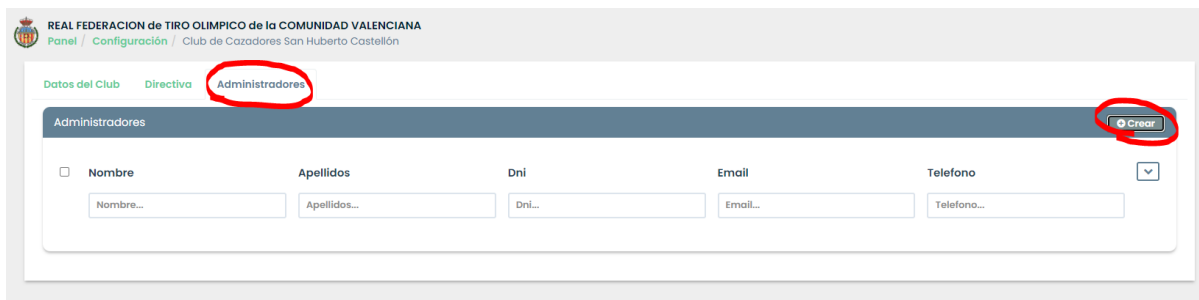 REAL FEDERACION de TIRO OLIMPICO de la COMUNIDAD VALENCIANA
Panel / Configuración / Club de Cazadores San Huberto Castellón
Datos del Club Directiva Administradores
Administradores Crear
Nombre Apellidos Dni Email Telefono
Nombre... Apellidos... Dni... Email... Telefono...